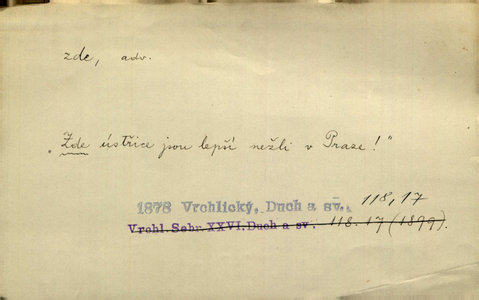 zde, adv.
„Zde ústřice jsou lepší nežli v Praze!"
1878 Vrchlický, Duch a sv. 118, 17
Vrchl. Sebr. XXVI. Duch a sv. 118. 17 (1899).